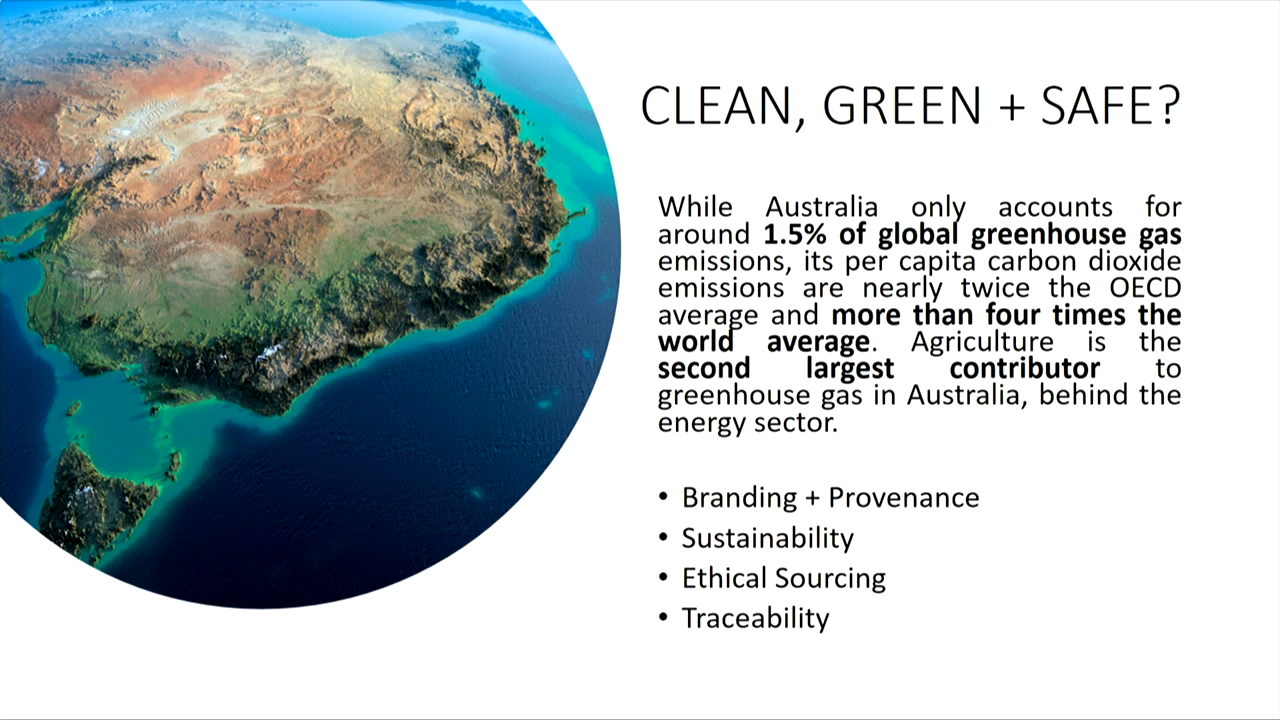 CLEAN, GREEN + SAFE?
While Australia only accounts for
around 1.5% of global greenhouse gas
emissions, its per capita carbon dioxide
emissions are nearly twice the OECD
average and more than four times the
world average. Agriculture is the
second largest contributor to
greenhouse gas in Australia, behind the
energy sector.
• Branding + Provenance
• Sustainability
• Ethical Sourcing
• Traceability